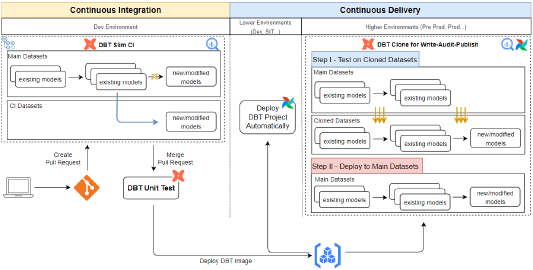 Continuous Integration
Continuous Delivery
Dev Environment
Lower Environments
(Dev, SIT...)
Higher Environments (Pre Prod, Prod...)
DBT Slim CI
Main Datasets
existing models
existing models
new/modified
models
CI Datasets
new/modified
models
Create
Pull Request
Merge
Pull Request
DBT Unit Test
Deploy DBT Image
Deploy
DBT Project
Automatically
DBT Clone for Write-Audit-Publish
Step I - Test on Cloned Datasets
Main Datasets
existing models
existing models
Cloned Datasets
existing models
existing models
new/modified
models
Step II - Deploy to Main Datasets
Main Datasets
existing models
existing models
new/modified
models